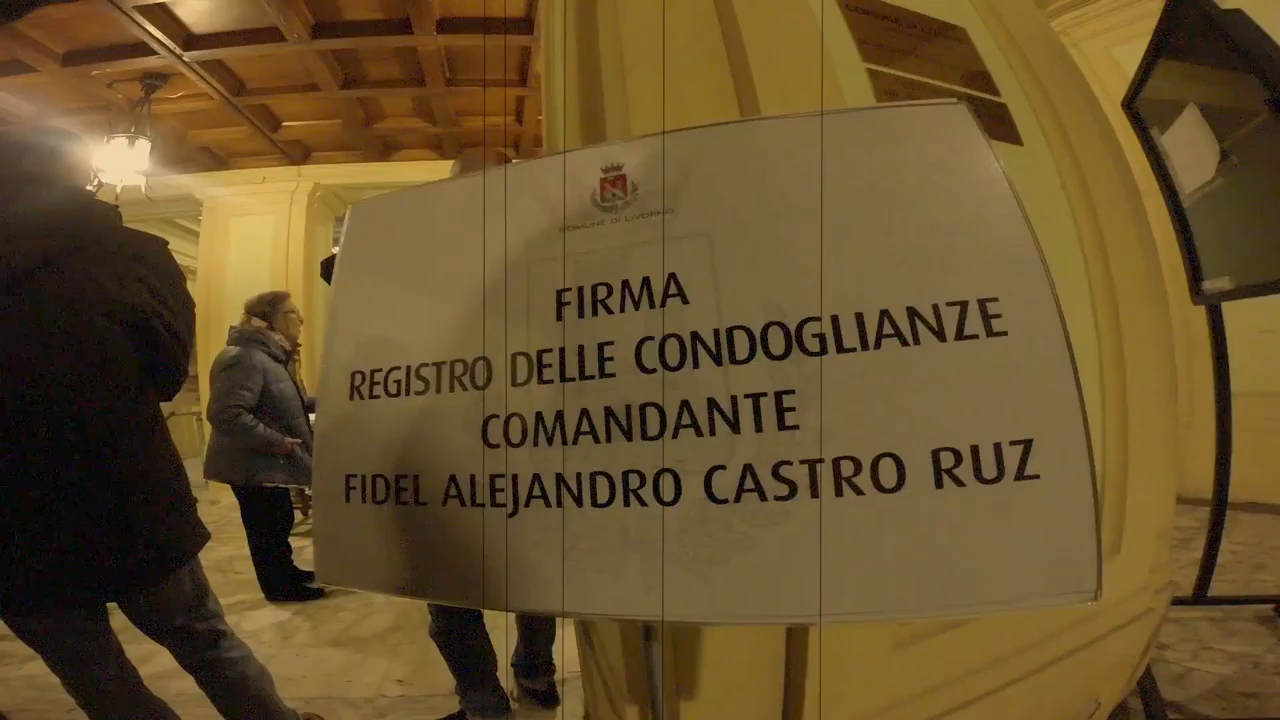 COMUNE DI LIVORNO
FIRMA
REGISTRO DELLE CONDOGLIANZE
COMANDANTE
FIDEL ALEJANDRO CASTRO RUZ